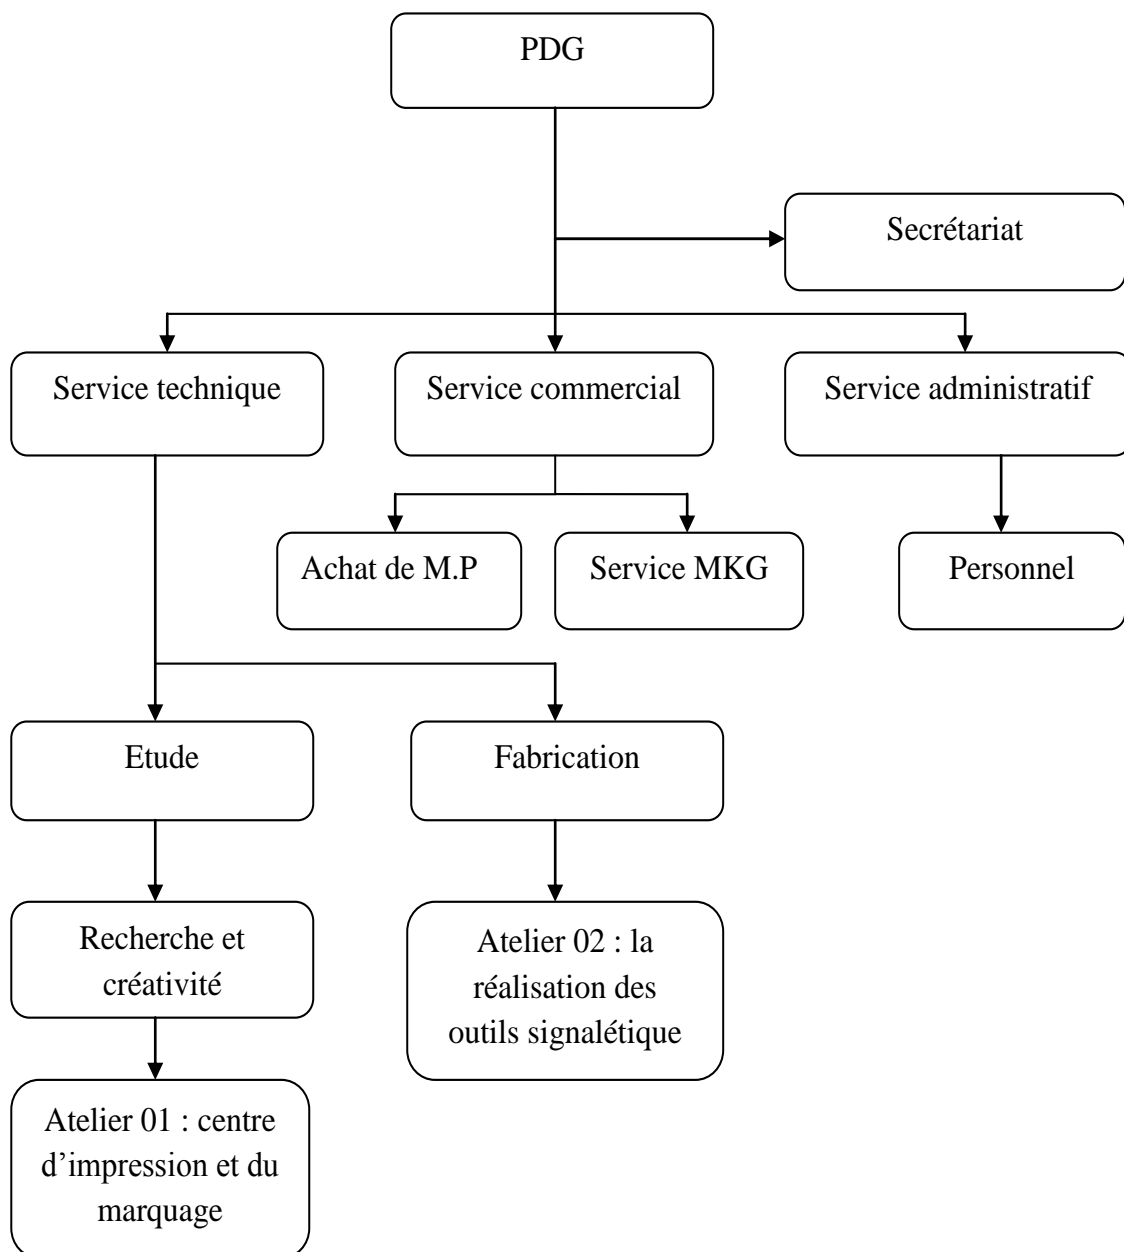 PDG
Secrétariat
Service technique
Service commercial
Service administratif
Achat de M.P
Service MKG
Personnel
Etude
Fabrication
Recherche et
créativité
Atelier 02 : la
réalisation des
outils signalétique
Atelier 01 : centre
d’impression et du
marquage